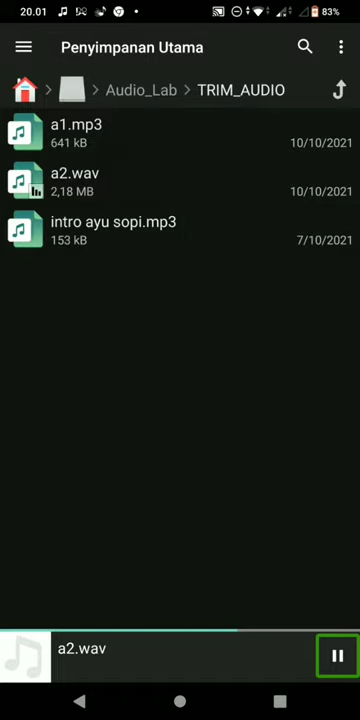 20.01
83%
Penyimpanan Utama
Audio_Lab
TRIM_AUDIO
a1.mp3
641 kB
10/10/2021
a2.wav
2,18 MB
10/10/2021
intro ayu sopi.mp3
153 kB
7/10/2021
a2.wav